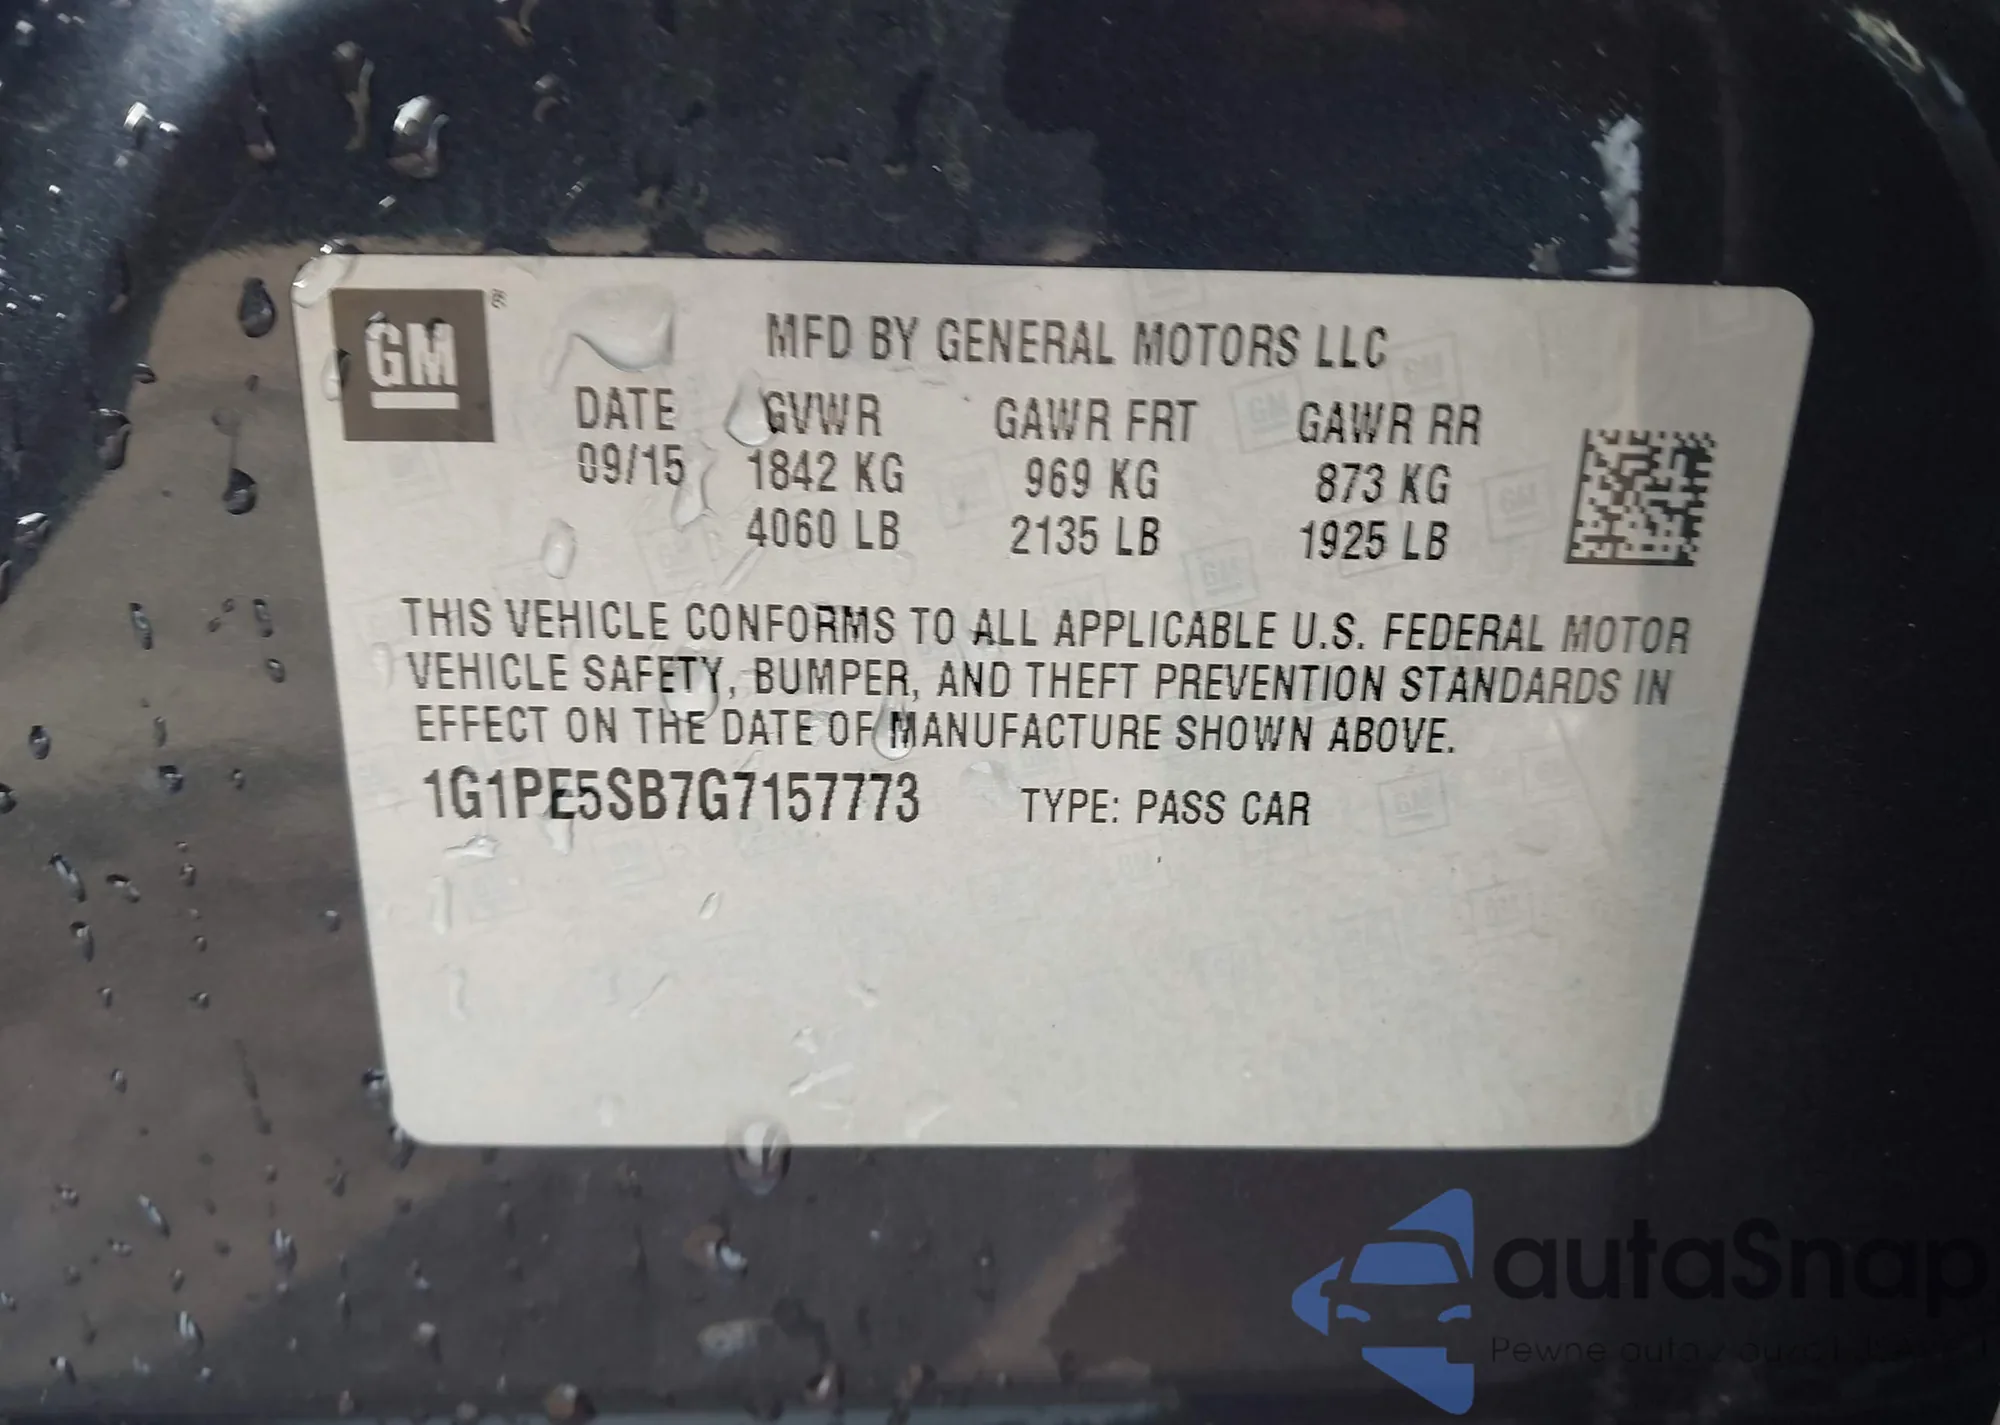 GM ®
MFD BY GENERAL MOTORS LLC
DATE GVWR GAWR FRT GAWR RR
09/15 1842 KG 969 KG 873 KG
4060 LB 2135 LB 1925 LB
THIS VEHICLE CONFORMS TO ALL APPLICABLE U.S. FEDERAL MOTOR
VEHICLE SAFETY, BUMPER, AND THEFT PREVENTION STANDARDS IN
EFFECT ON THE DATE OF MANUFACTURE SHOWN ABOVE.
1G1PE5SB7G7157773 TYPE: PASS CAR
autaSnap
Pewne auta z